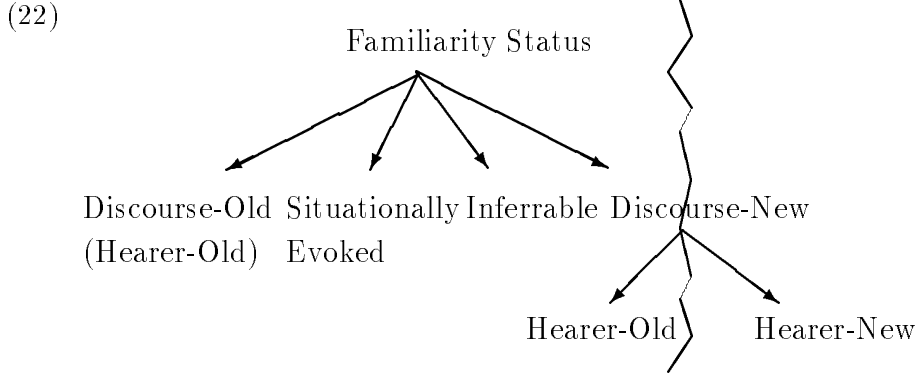 (22)
Familiarity Status
Discourse-Old Situationally Inferrable Discourse-New
(Hearer-Old) Evoked
Hearer-Old Hearer-New